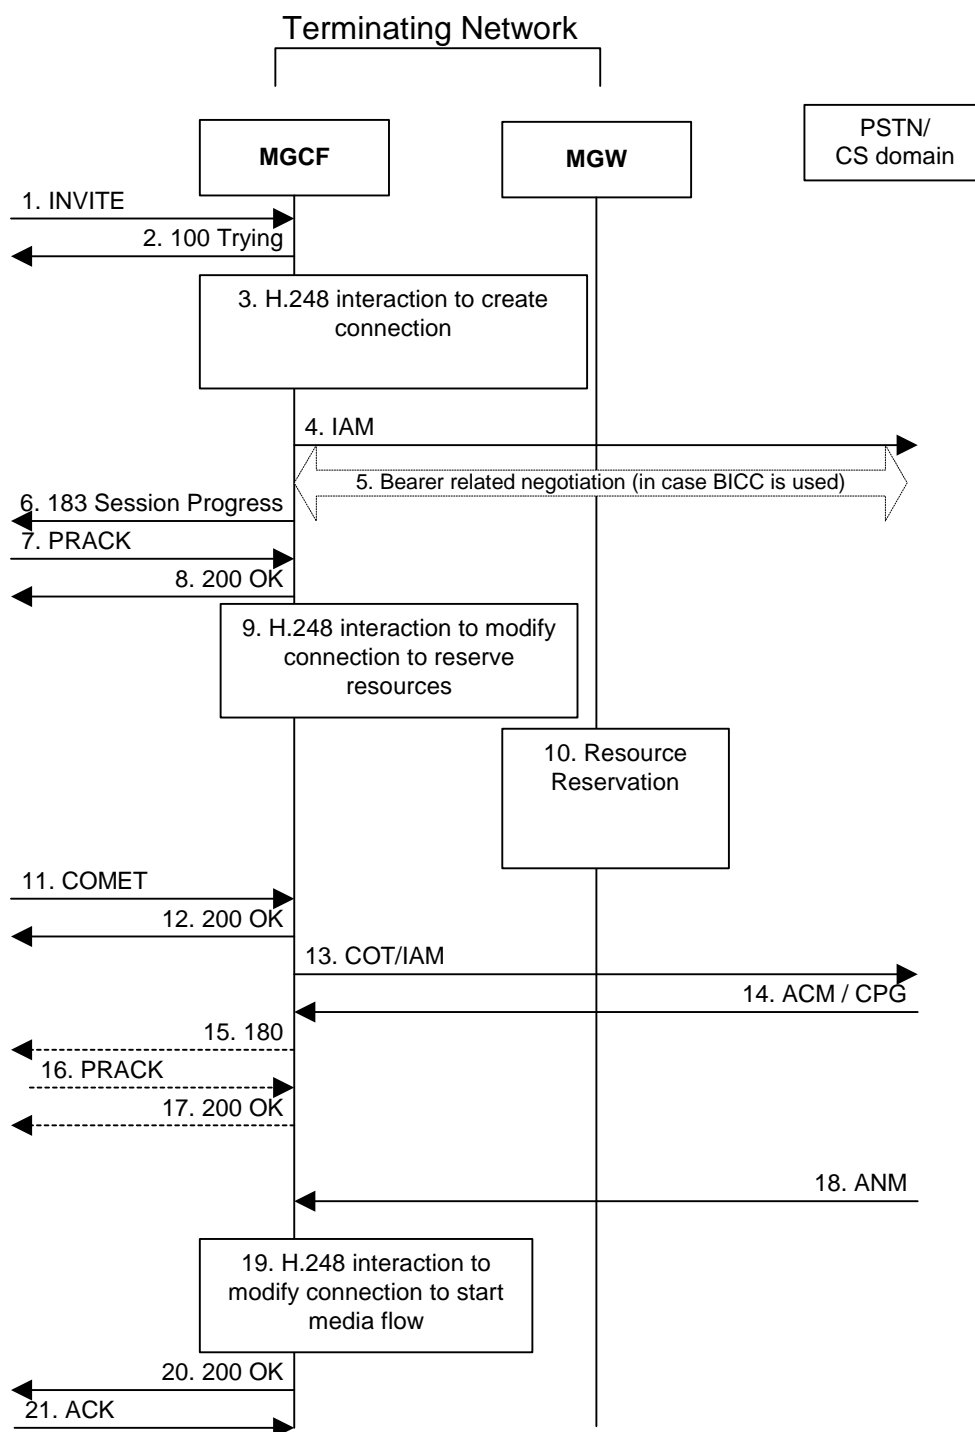 Terminating Network
MGCF
MGW
PSTN/
CS domain
1. INVITE
2. 100 Trying
3. H.248 interaction to create
connection
4. IAM
5. Bearer related negotiation (in case BICC is used)
6. 183 Session Progress
7. PRACK
8. 200 OK
9. H.248 interaction to modify
connection to reserve
resources
10. Resource
Reservation
11. COMET
12. 200 OK
13. COT/IAM
14. ACM / CPG
15. 180
16. PRACK
17. 200 OK
18. ANM
19. H.248 interaction to
modify connection to start
media flow
20. 200 OK
21. ACK